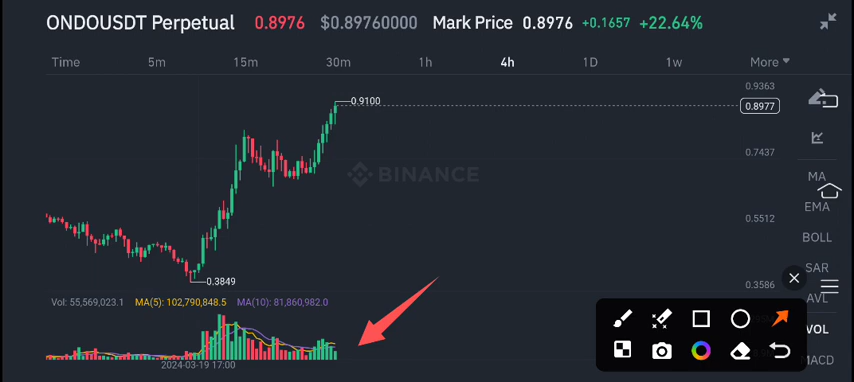 ONDOUSDT Perpetual 0.8976 $0.89760000 Mark Price 0.8976 +0.1657 +22.64%
Time 5m 15m 30m 1h 4h 1D 1w More
0.9363
0.9100
0.8977
0.7437
BINANCE
MA
EMA
0.5512
BOLL
SAR
0.3849
0.3586
AVL
Vol: 55,569,023.1 MA(5): 102,790,848.5 MA(10): 81,860,982.0
VOL
MACD
2024-03-19 17:00